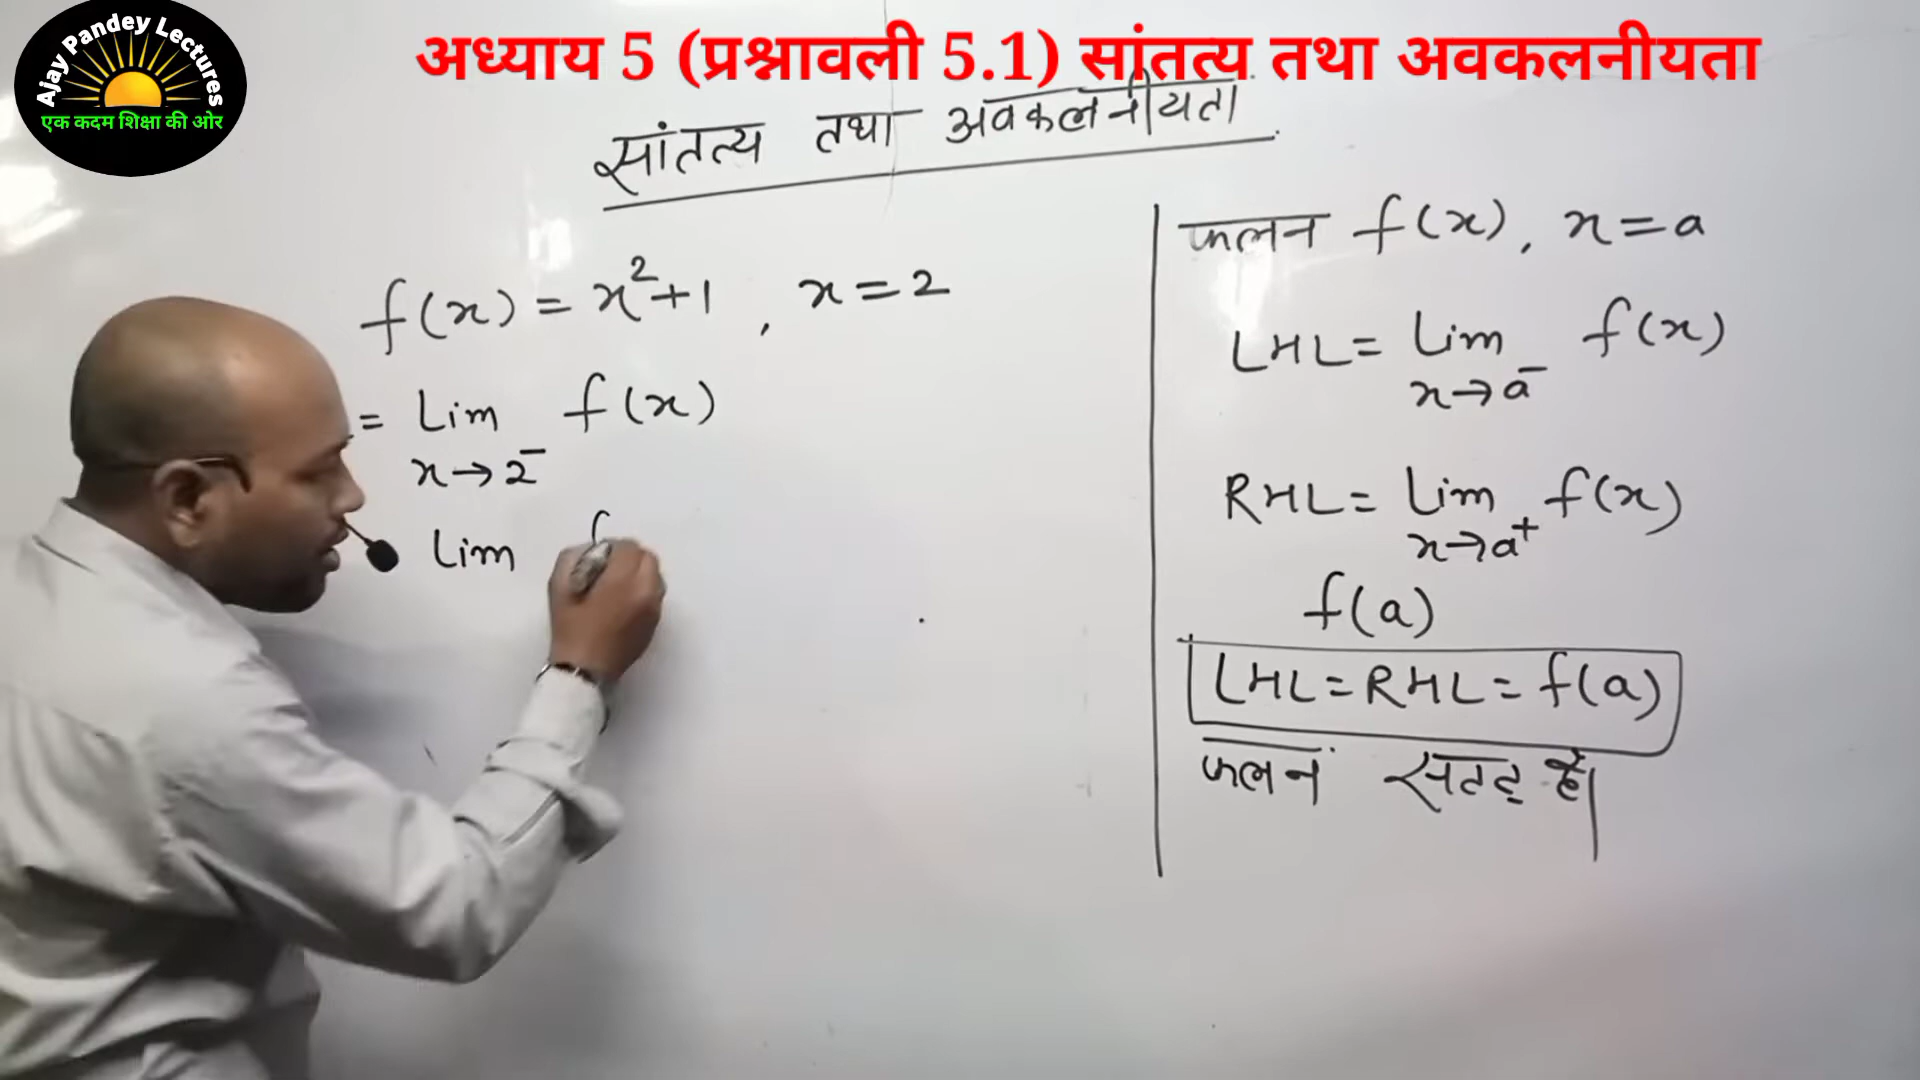 Ajay Pandey Lectures
एक कदम शिक्षा की ओर
अध्याय 5 (प्रश्नावली 5.1) सांतत्य तथा अवकलनीयता
सांतत्य तथा अवकलनीयता
f(x) = x²+1 , x=2
= Lim f(x)
x→2⁻
Lim
फलन f(x), x=a
LHL= Lim f(x)
x→a⁻
RHL= Lim f(x)
x→a⁺
f(a)
LHL=RHL=f(a)
फलन सतत् है।